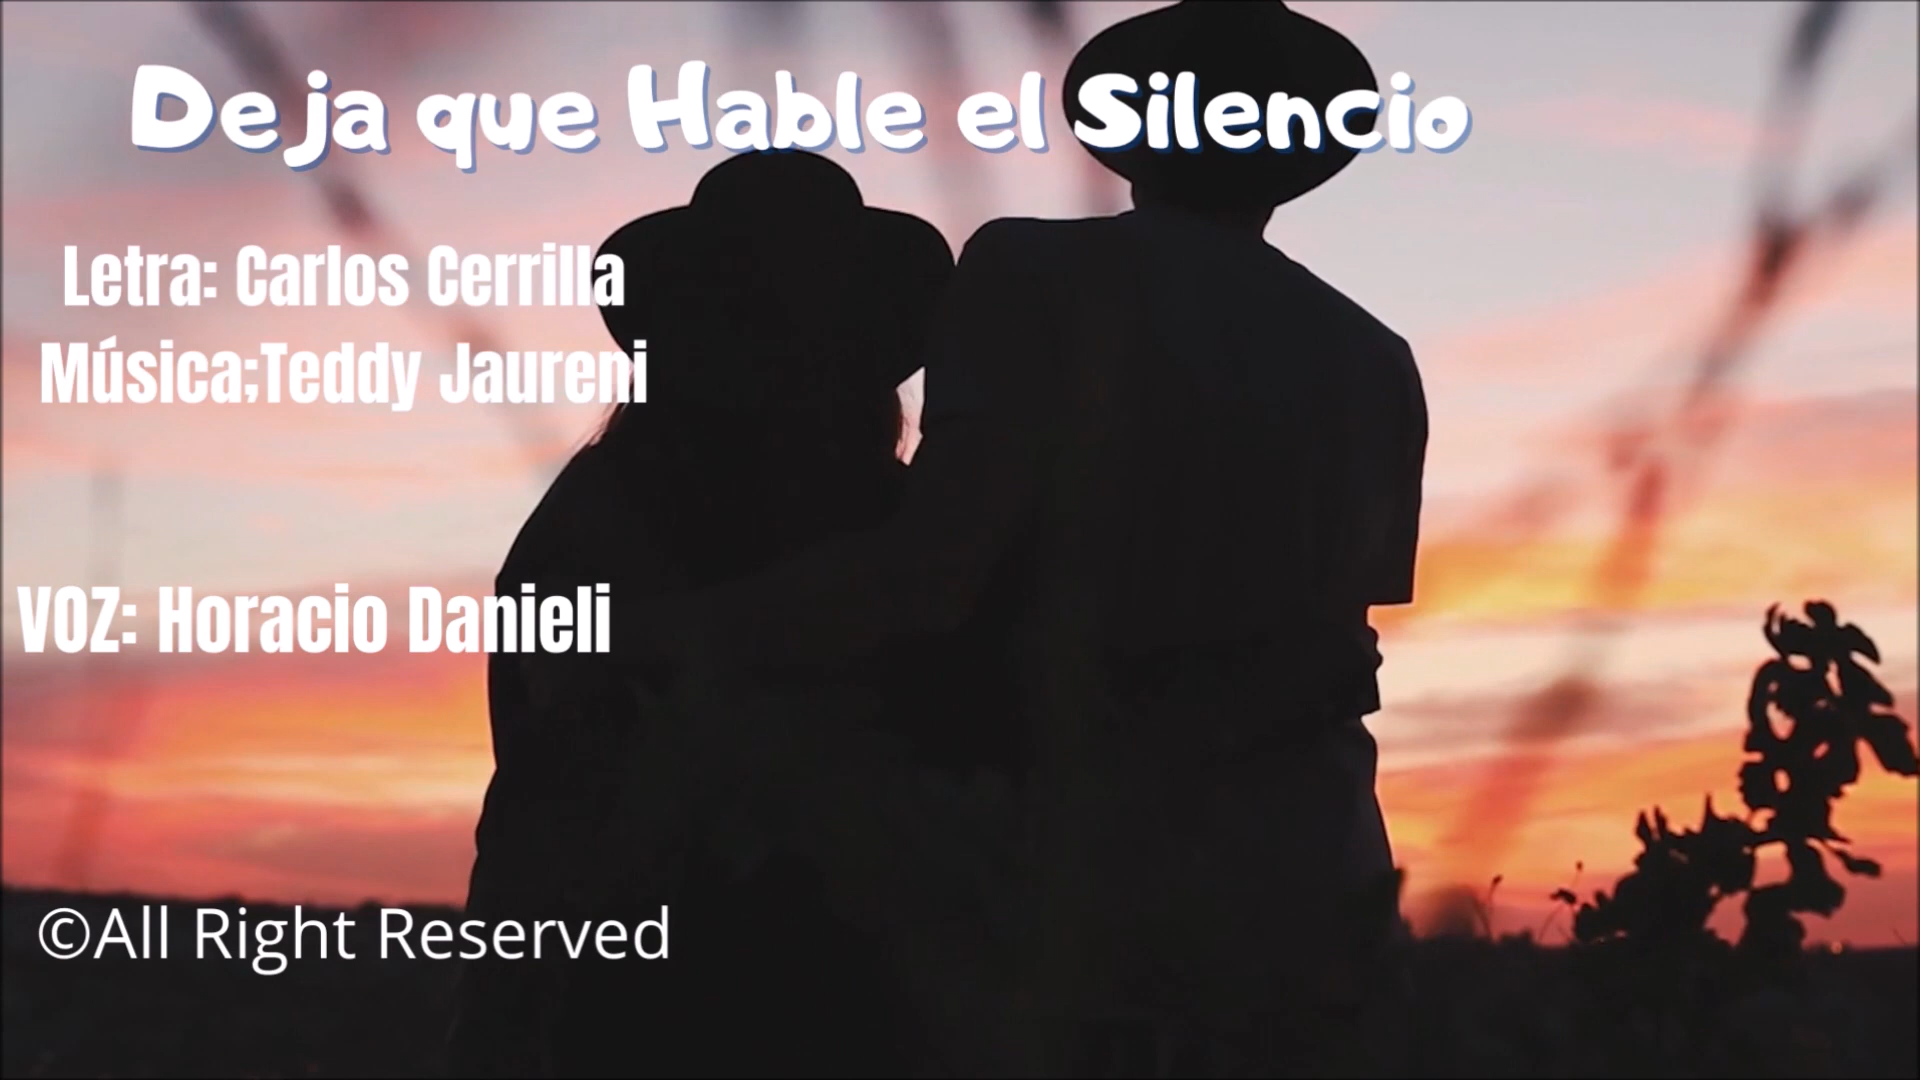 Deja que Hable el Silencio
Letra: Carlos Cerrilla
Música;Teddy Jaureni
VOZ: Horacio Danieli
©All Right Reserved